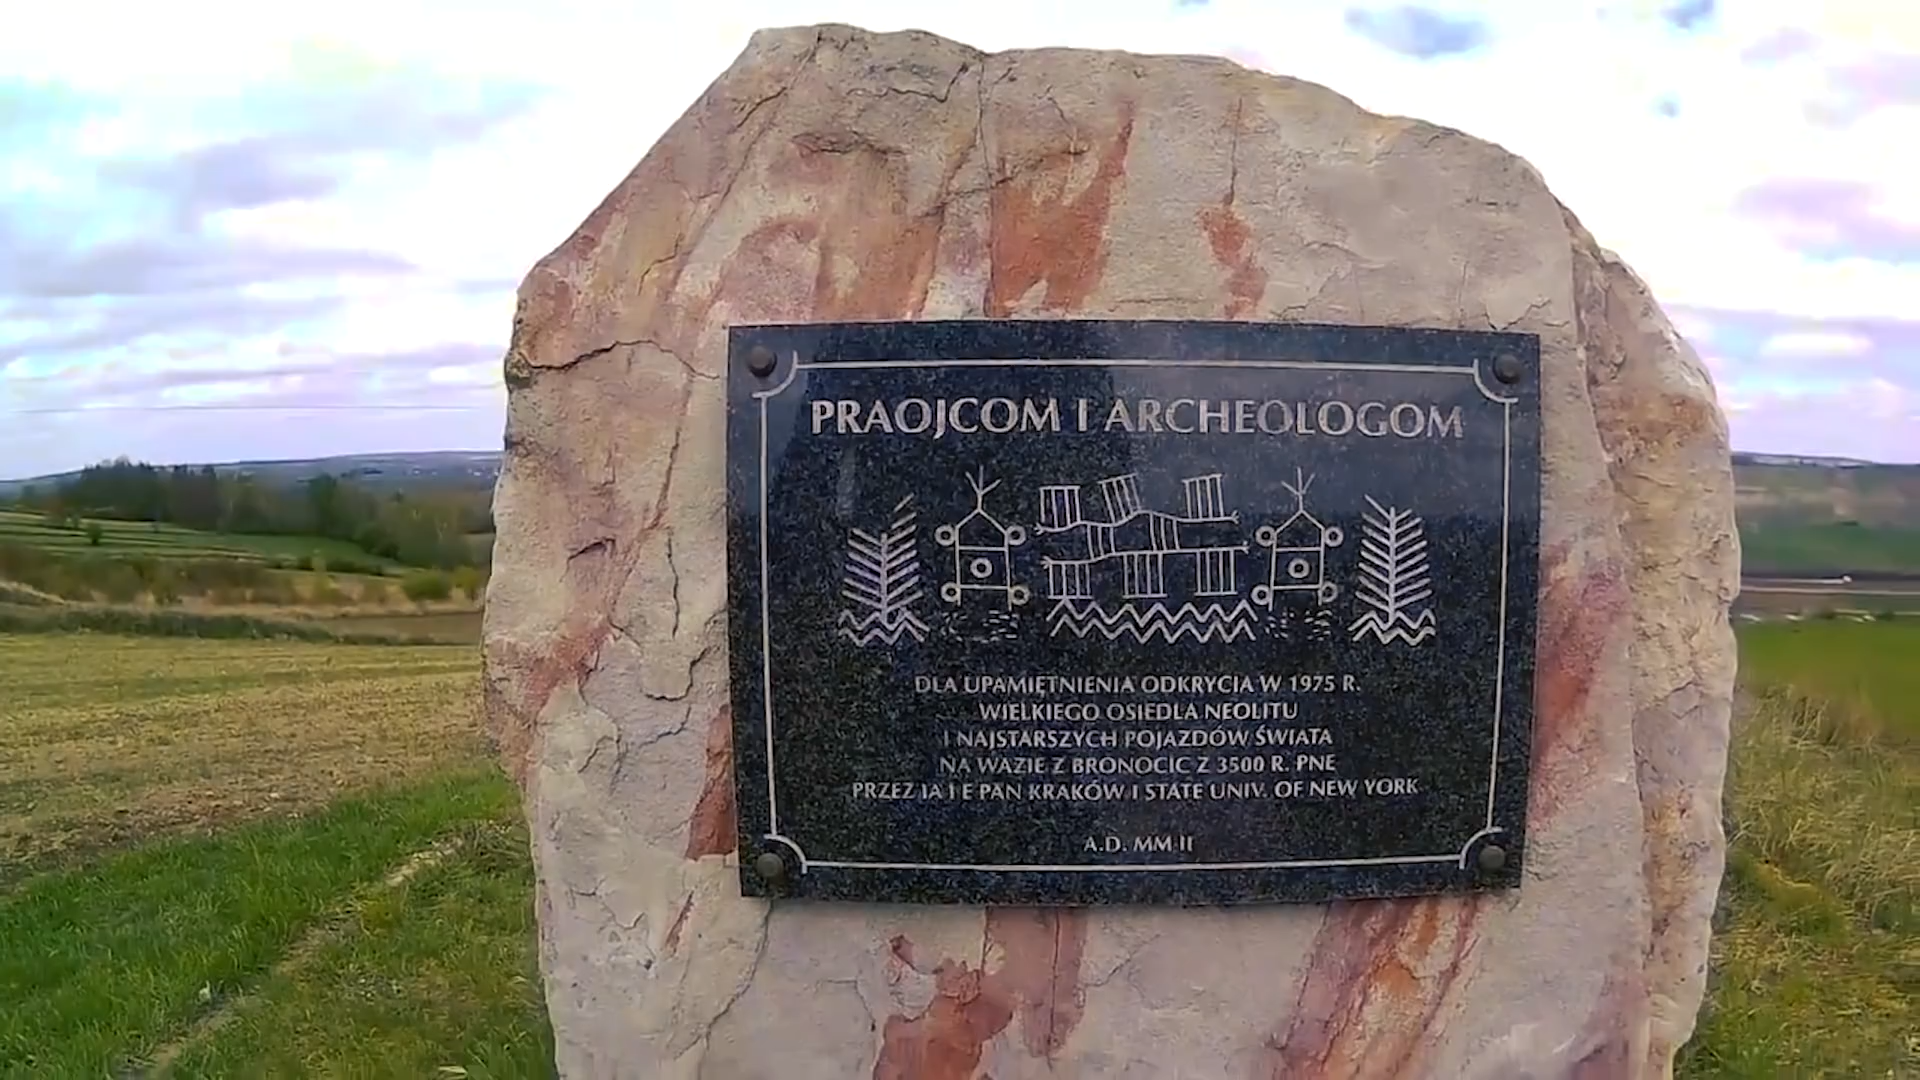 PRAOJCOM I ARCHEOLOGOM
DLA UPAMIĘTNIENIA ODKRYCIA W 1975 R.
WIELKIEGO OSIEDLA NEOLITU
I NAJSTARSZYCH POJAZDÓW ŚWIATA
NA WAZIE Z BRONOCIC Z 3500 R. PNE
PRZEZ IA I E PAN KRAKÓW I STATE UNIV. OF NEW YORK
A.D. MM II